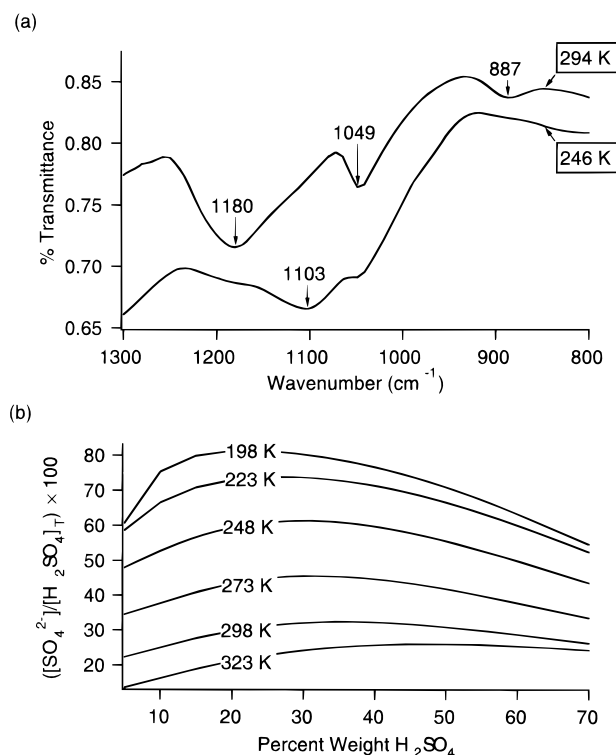 (a)
294 K
887
0.85
1049
0.80
246 K
% Transmittance
0.75
1180
0.70
1103
0.65
1300
1200
1100
1000
900
800
Wavenumber (cm⁻¹)
(b)
80
198 K
70
223 K
60
248 K
50
([SO₄²⁻]/[H₂SO₄]T) × 100
40
273 K
30
298 K
20
323 K
10
20
30
40
50
60
70
Percent Weight H₂SO₄